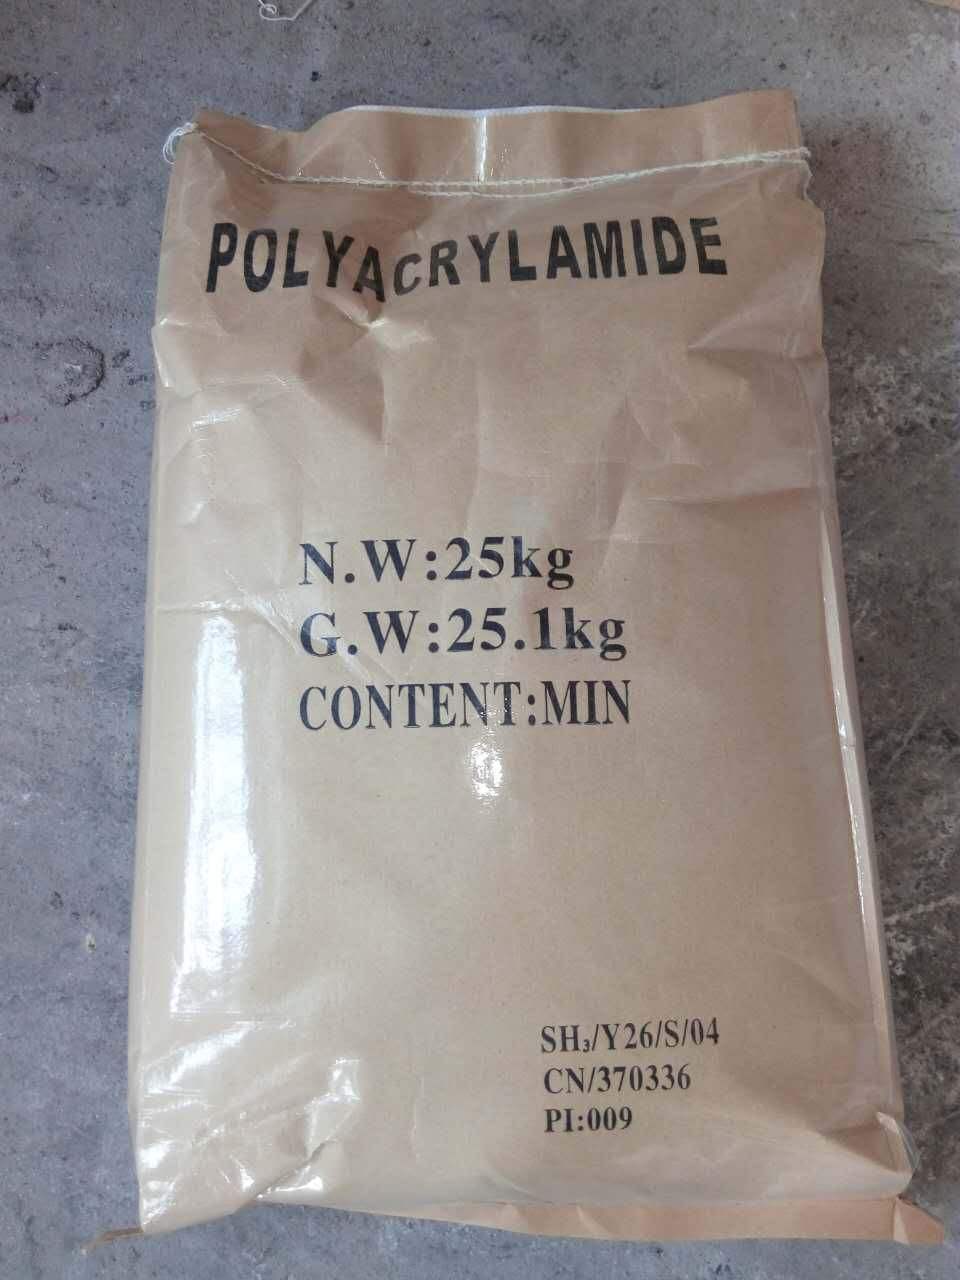 POLYACRYLAMIDE
N.W:25kg
G.W:25.1kg
CONTENT:MIN
SH₃/Y26/S/04
CN/370336
PI:009